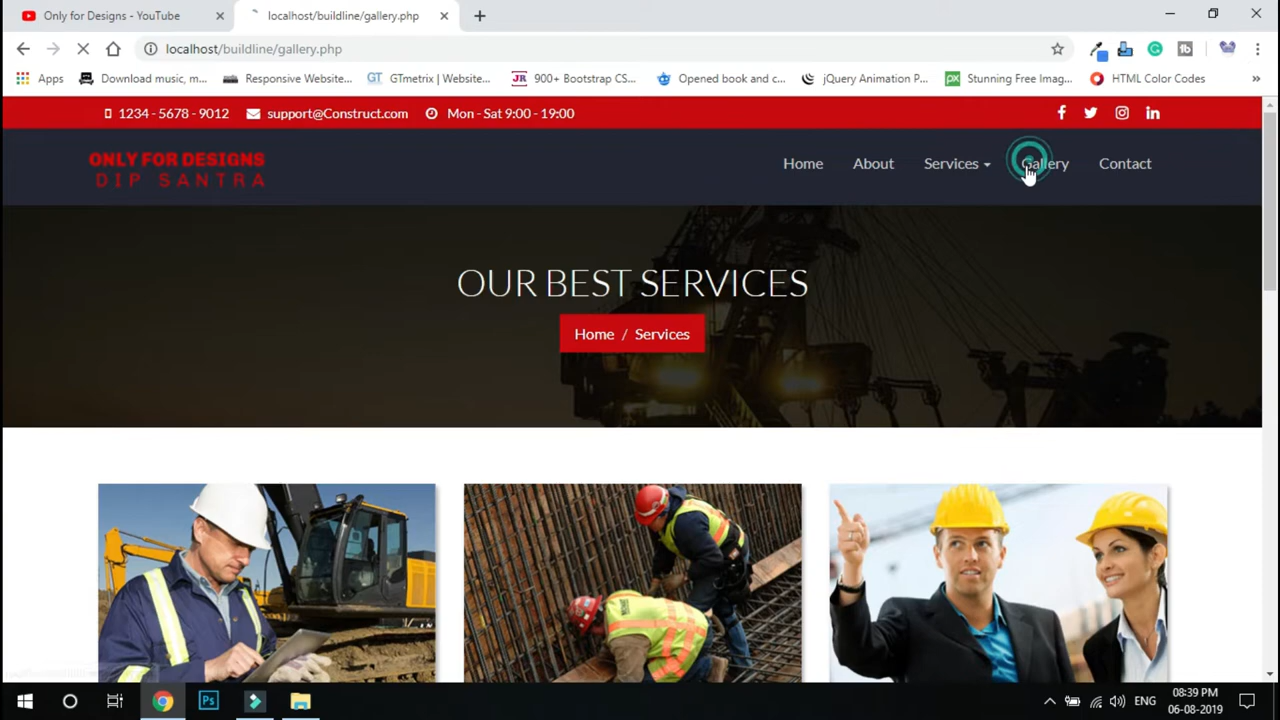 Only for Designs - YouTube
localhost/buildline/gallery.php
localhost/buildline/gallery.php
Apps
Download music, m...
Responsive Website...
GTmetrix | Website...
900+ Bootstrap CS...
Opened book and c...
jQuery Animation P...
Stunning Free Imag...
HTML Color Codes
1234 - 5678 - 9012
support@Construct.com
Mon - Sat 9:00 - 19:00
ONLY FOR DESIGNS
DIP SANTRA
Home
About
Services
Gallery
Contact
OUR BEST SERVICES
Home / Services
ENG
08:39 PM
06-08-2019